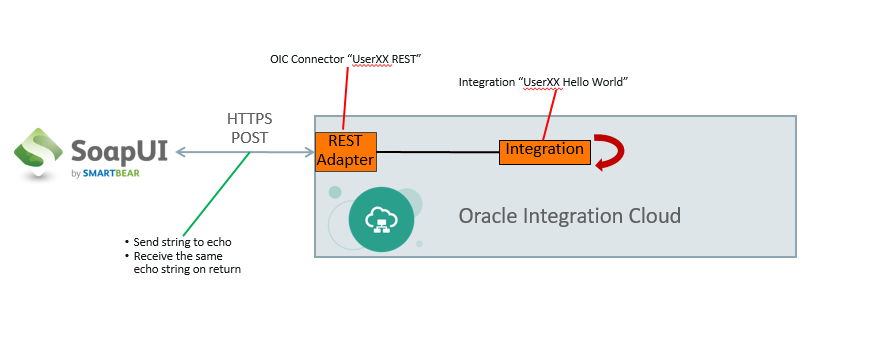 OIC Connector “UserXX REST”
Integration “UserXX Hello World”
HTTPS
POST
SoapUI
by SMARTBEAR
REST
Adapter
Integration
Oracle Integration Cloud
• Send string to echo
• Receive the same
echo string on return